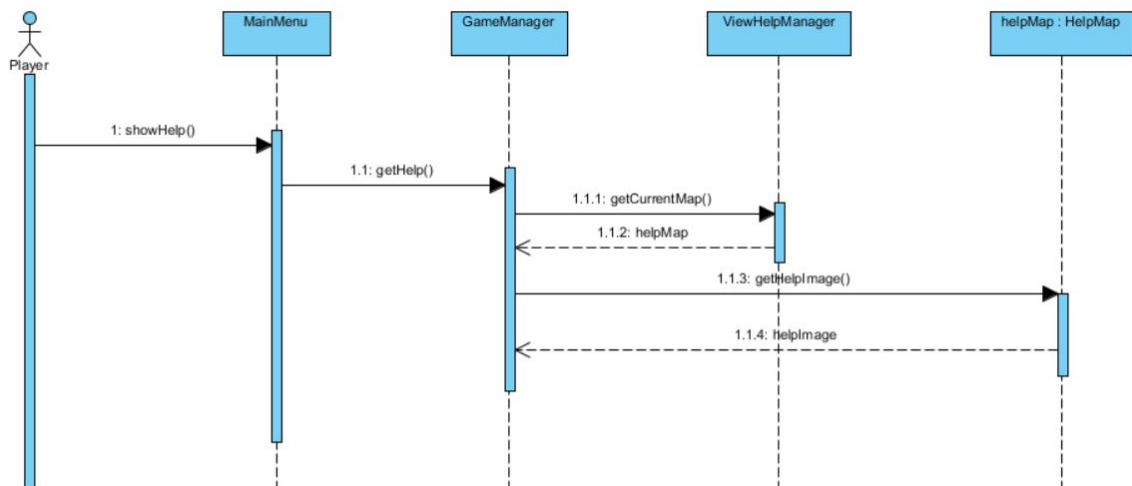 MainMenu
GameManager
ViewHelpManager
helpMap : HelpMap
Player
1: showHelp()
1.1: getHelp()
1.1.1: getCurrentMap()
1.1.2: helpMap
1.1.3: getHelpImage()
1.1.4: helpImage